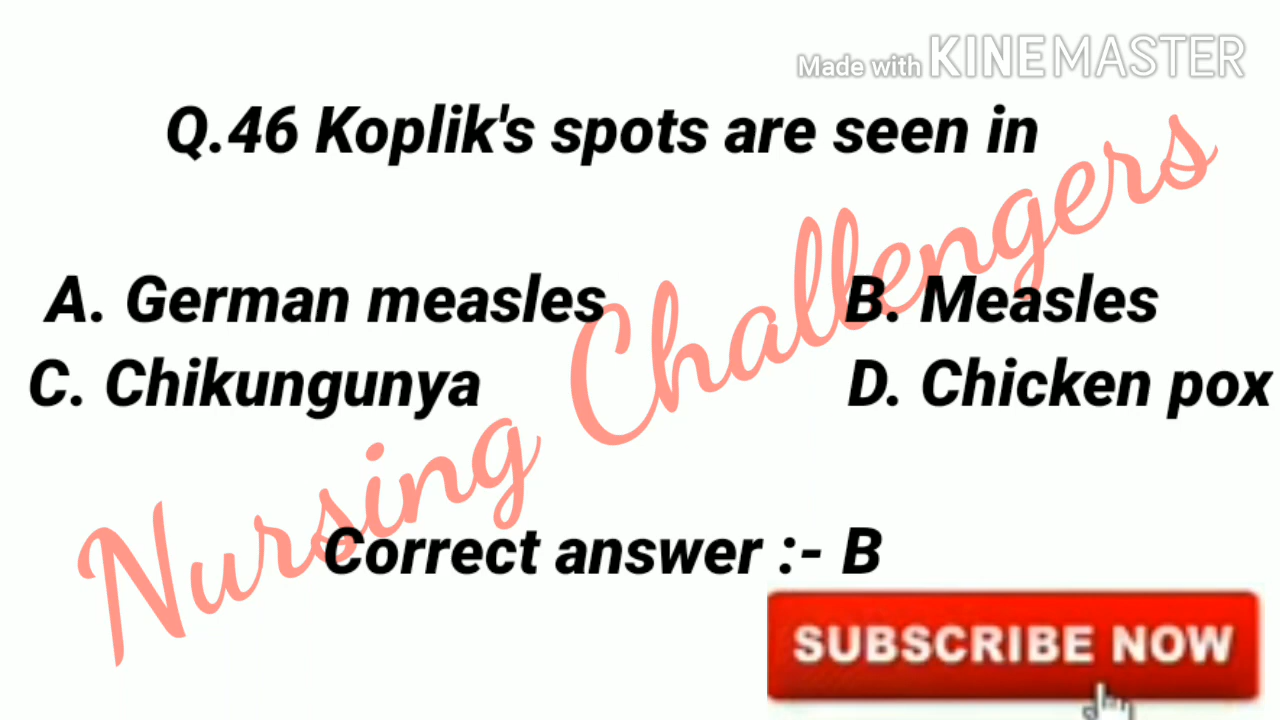 Made with KINEMASTER
Q.46 Koplik's spots are seen in
A. German measles B. Measles
C. Chikungunya D. Chicken pox
Nursing Challengers
Correct answer :- B
SUBSCRIBE NOW